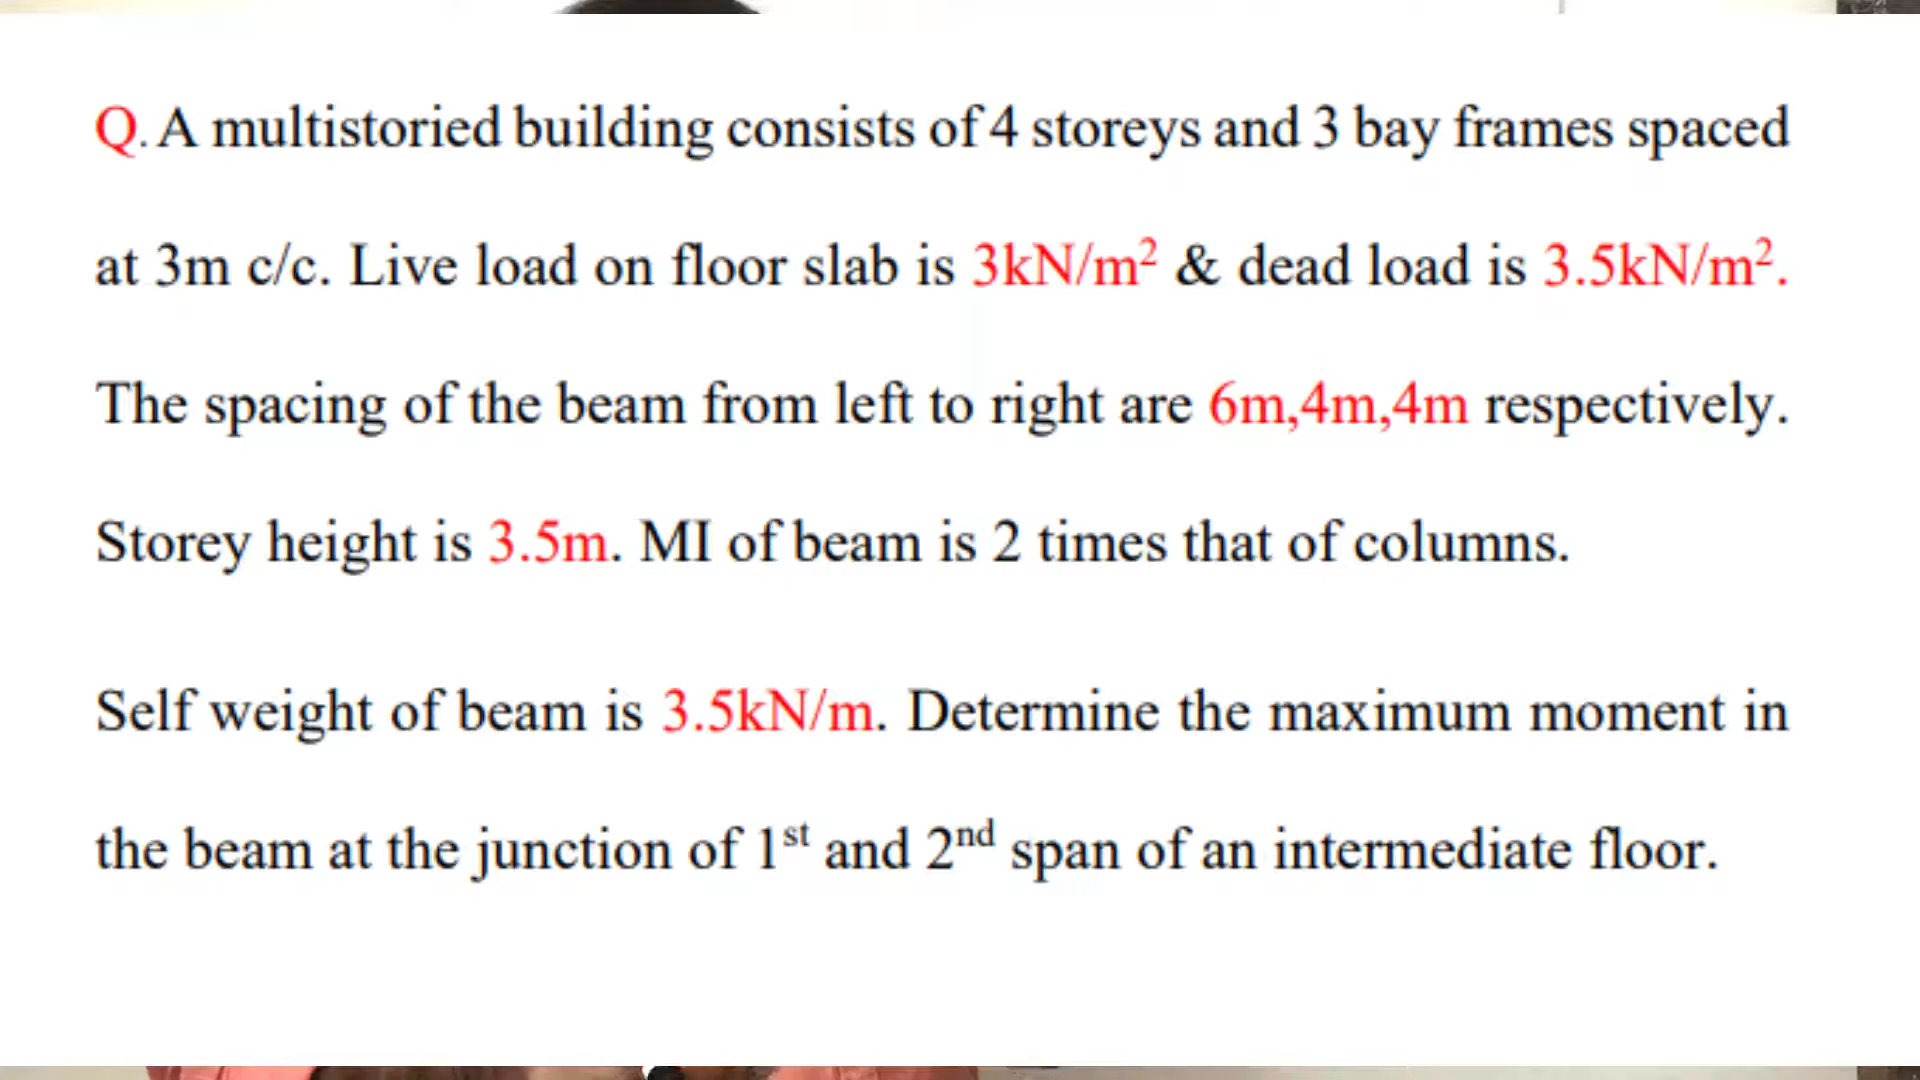 Q. A multistoried building consists of 4 storeys and 3 bay frames spaced
at 3m c/c. Live load on floor slab is 3kN/m² & dead load is 3.5kN/m².
The spacing of the beam from left to right are 6m,4m,4m respectively.
Storey height is 3.5m. MI of beam is 2 times that of columns.
Self weight of beam is 3.5kN/m. Determine the maximum moment in
the beam at the junction of 1ˢᵗ and 2ⁿᵈ span of an intermediate floor.